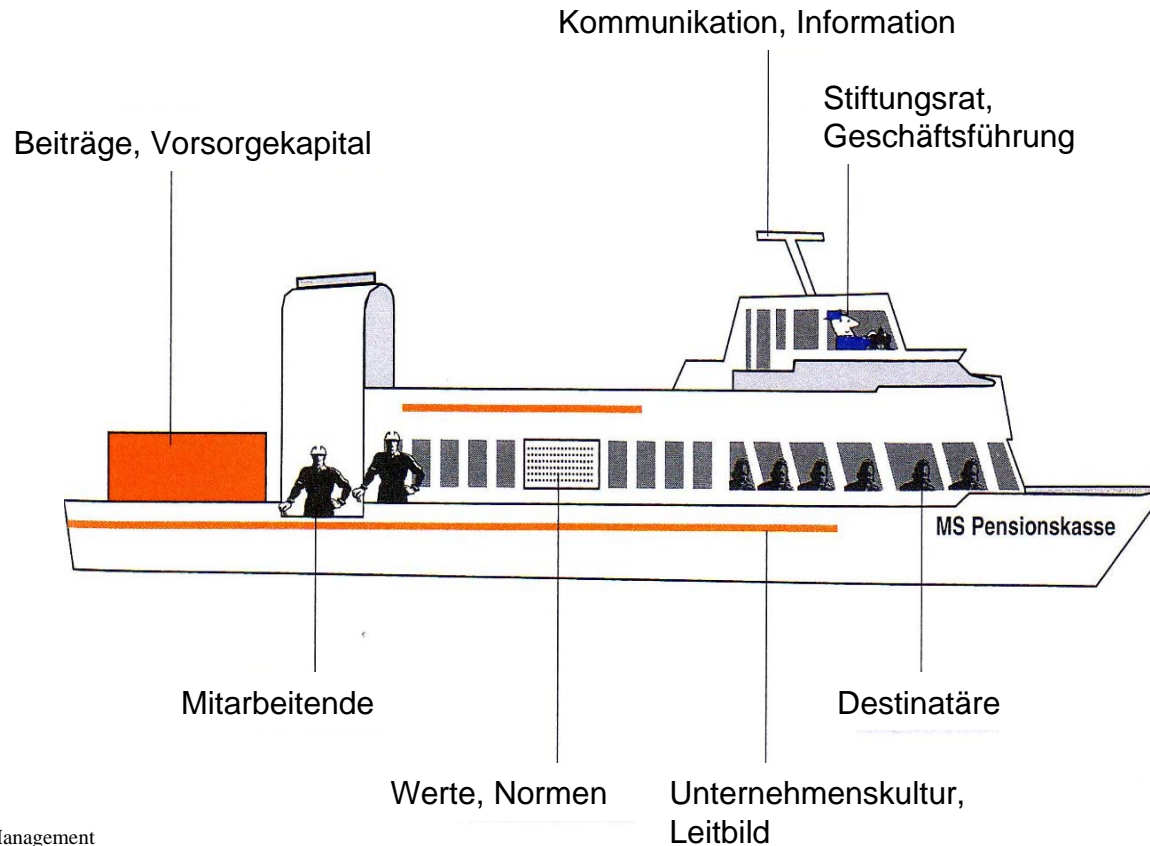 Kommunikation, Information
Stiftungsrat,
Geschäftsführung
Beiträge, Vorsorgekapital
MS Pensionskasse
Mitarbeitende
Destinatäre
Werte, Normen
Unternehmenskultur,
Leitbild